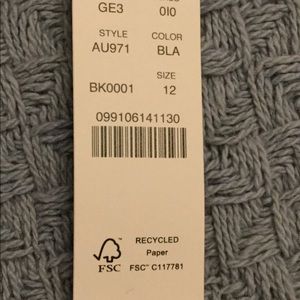 GE3 0I0
STYLE COLOR
AU971 BLA
SIZE
BK0001 12
099106141130
RECYCLED
Paper
FSC FSC™ C117781